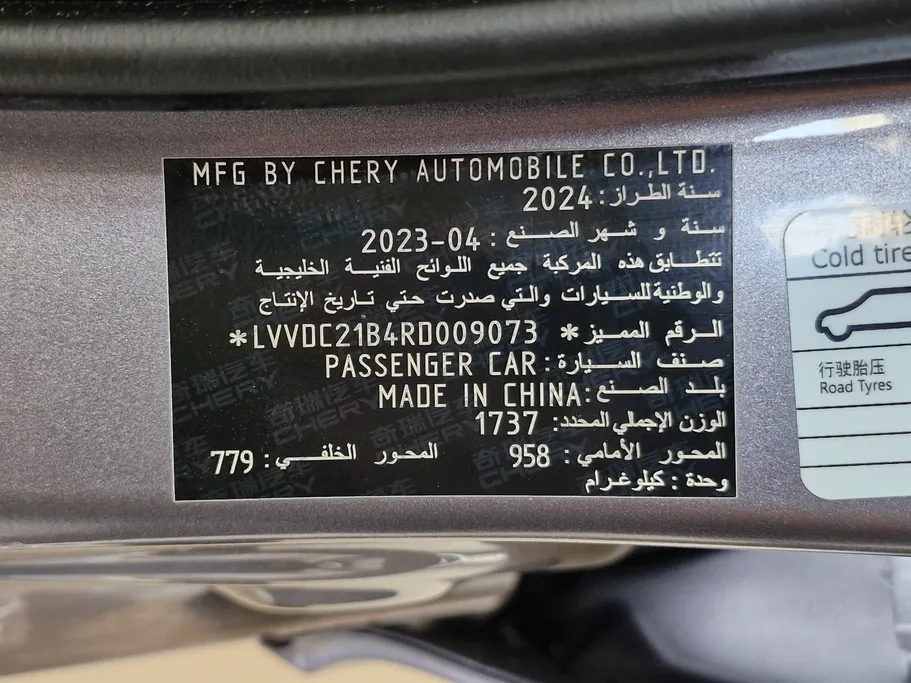 MFG BY CHERY AUTOMOBILE CO.,LTD.
سنة الطراز: 2024
سنة و شهر الصنع: 2023-04
تتطابق هذه المركبة جميع اللوائح الفنية الخليجية
والوطنية للسيارات والتي صدرت حتي تاريخ الإنتاج
الرقم المميز: *LVVDC21B4RD009073*
صنف السيارة: PASSENGER CAR
بلد الصنع: MADE IN CHINA
الوزن الإجمالي المحدد: 1737
المحور الأمامي: 958 المحور الخلفي: 779
وحدة: كيلوغرام
Cold tire
行驶胎压
Road Tyres